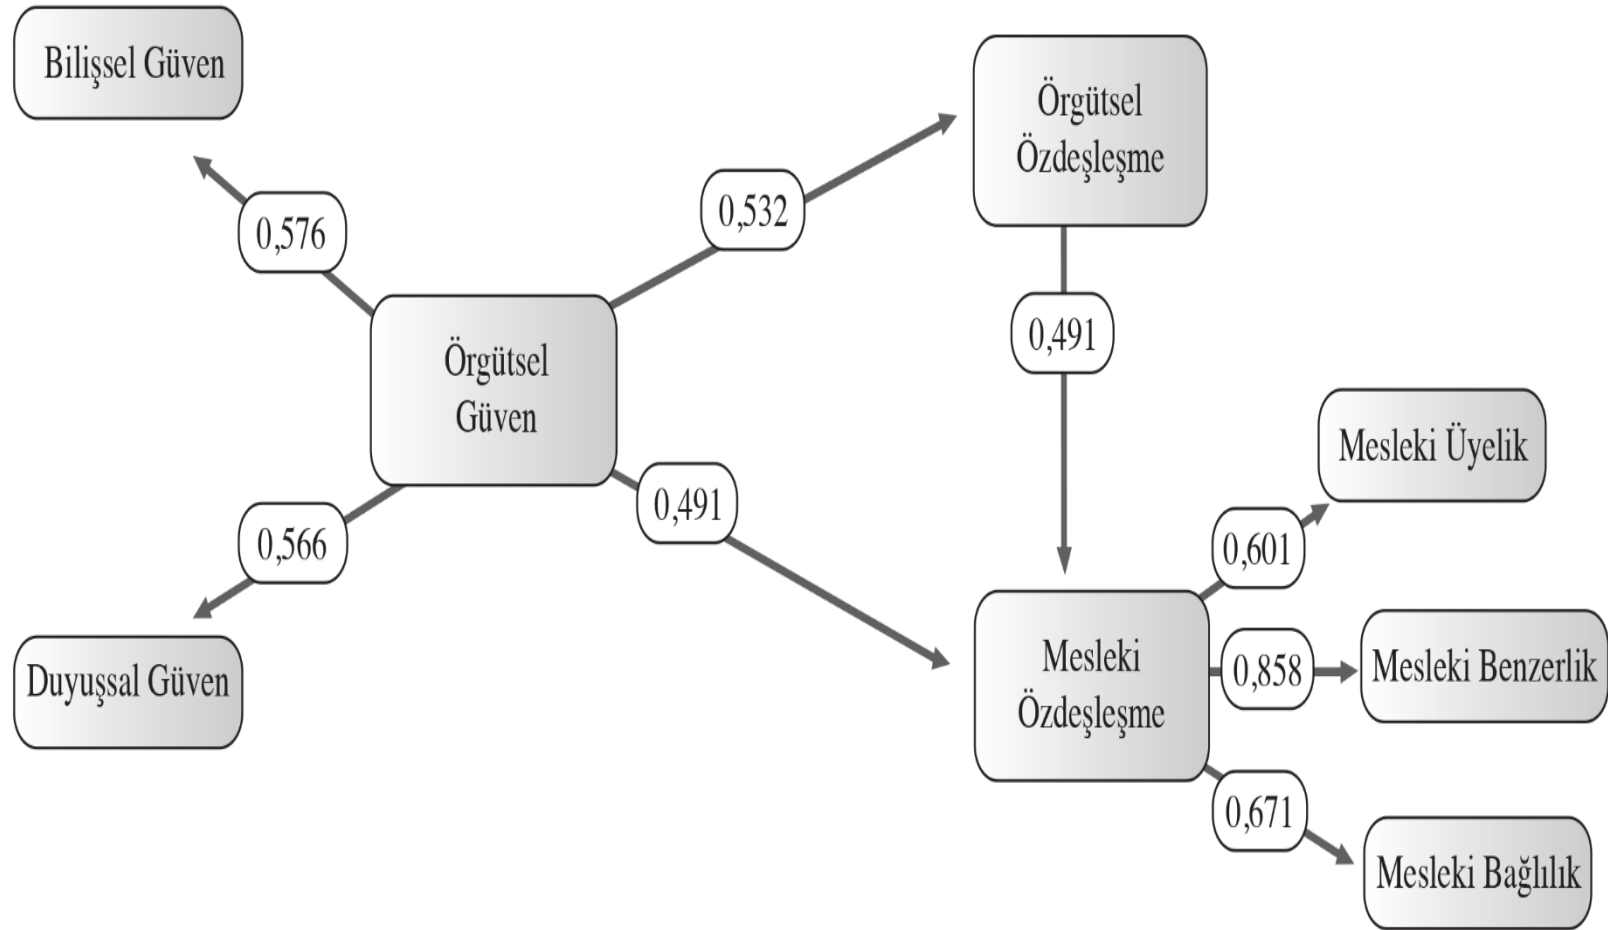 Bilişsel Güven
0,576
Örgütsel
Güven
0,566
Duyuşsal Güven
0,532
Örgütsel
Özdeşleşme
0,491
0,491
Mesleki
Özdeşleşme
0,601
Mesleki Üyelik
0,858
Mesleki Benzerlik
0,671
Mesleki Bağlılık